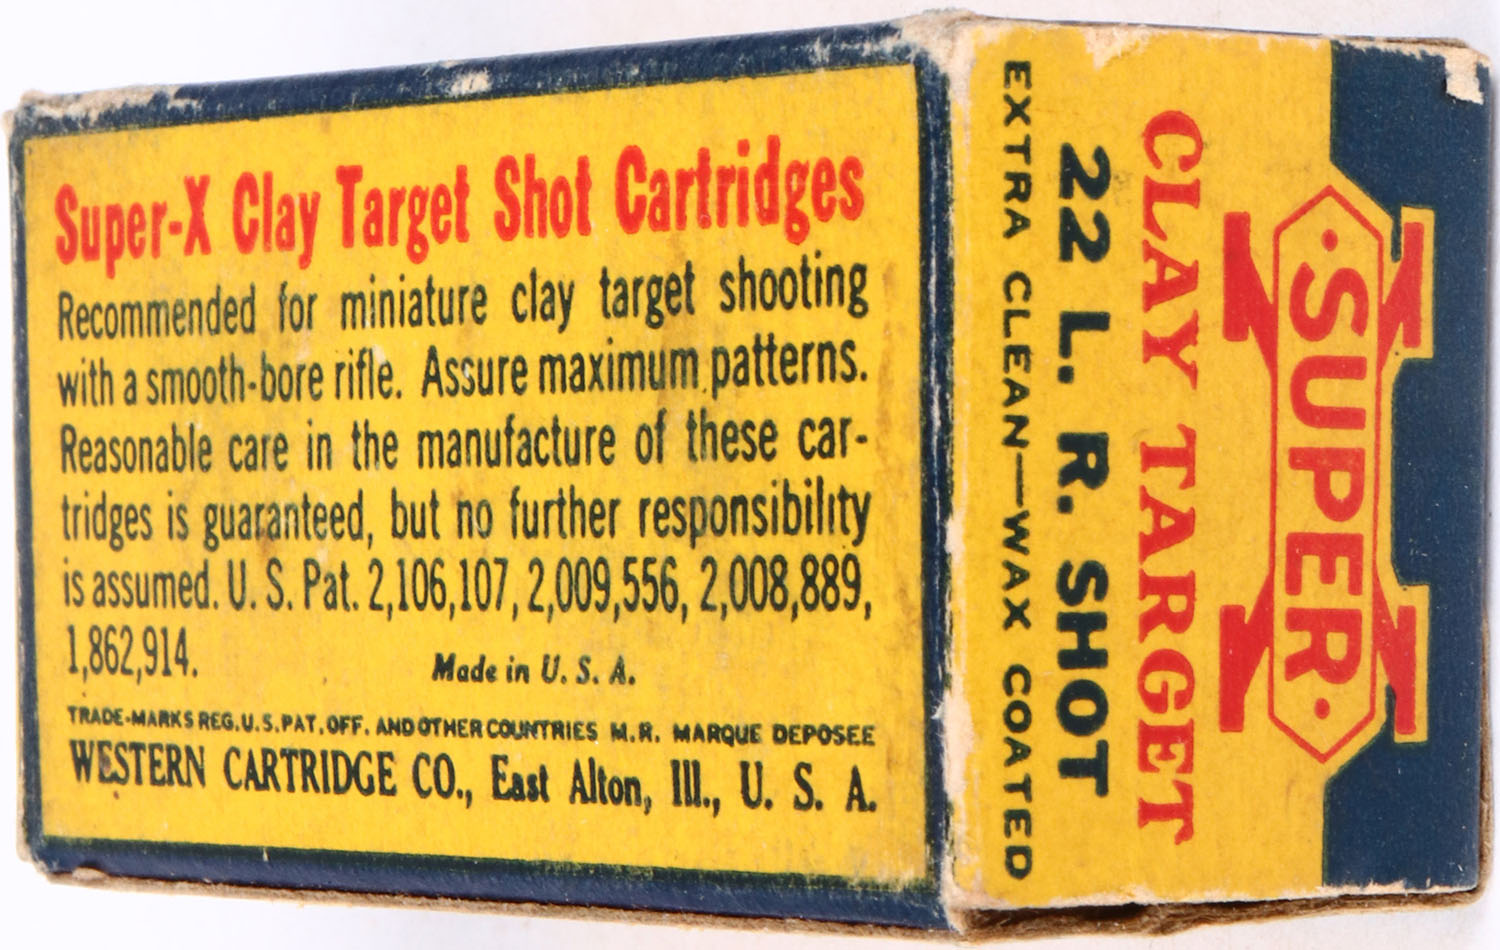 Super-X Clay Target Shot Cartridges
Recommended for miniature clay target shooting
with a smooth-bore rifle. Assure maximum patterns.
Reasonable care in the manufacture of these car-
tridges is guaranteed, but no further responsibility
is assumed. U. S. Pat. 2,106,107, 2,009,556, 2,008,889,
1,862,914.
Made in U. S. A.
TRADE-MARKS REG. U.S. PAT. OFF. AND OTHER COUNTRIES M.R. MARQUE DEPOSEE
WESTERN CARTRIDGE CO., East Alton, Ill., U. S. A.
SUPER X
CLAY TARGET
22 L. R. SHOT
EXTRA CLEAN—WAX COATED